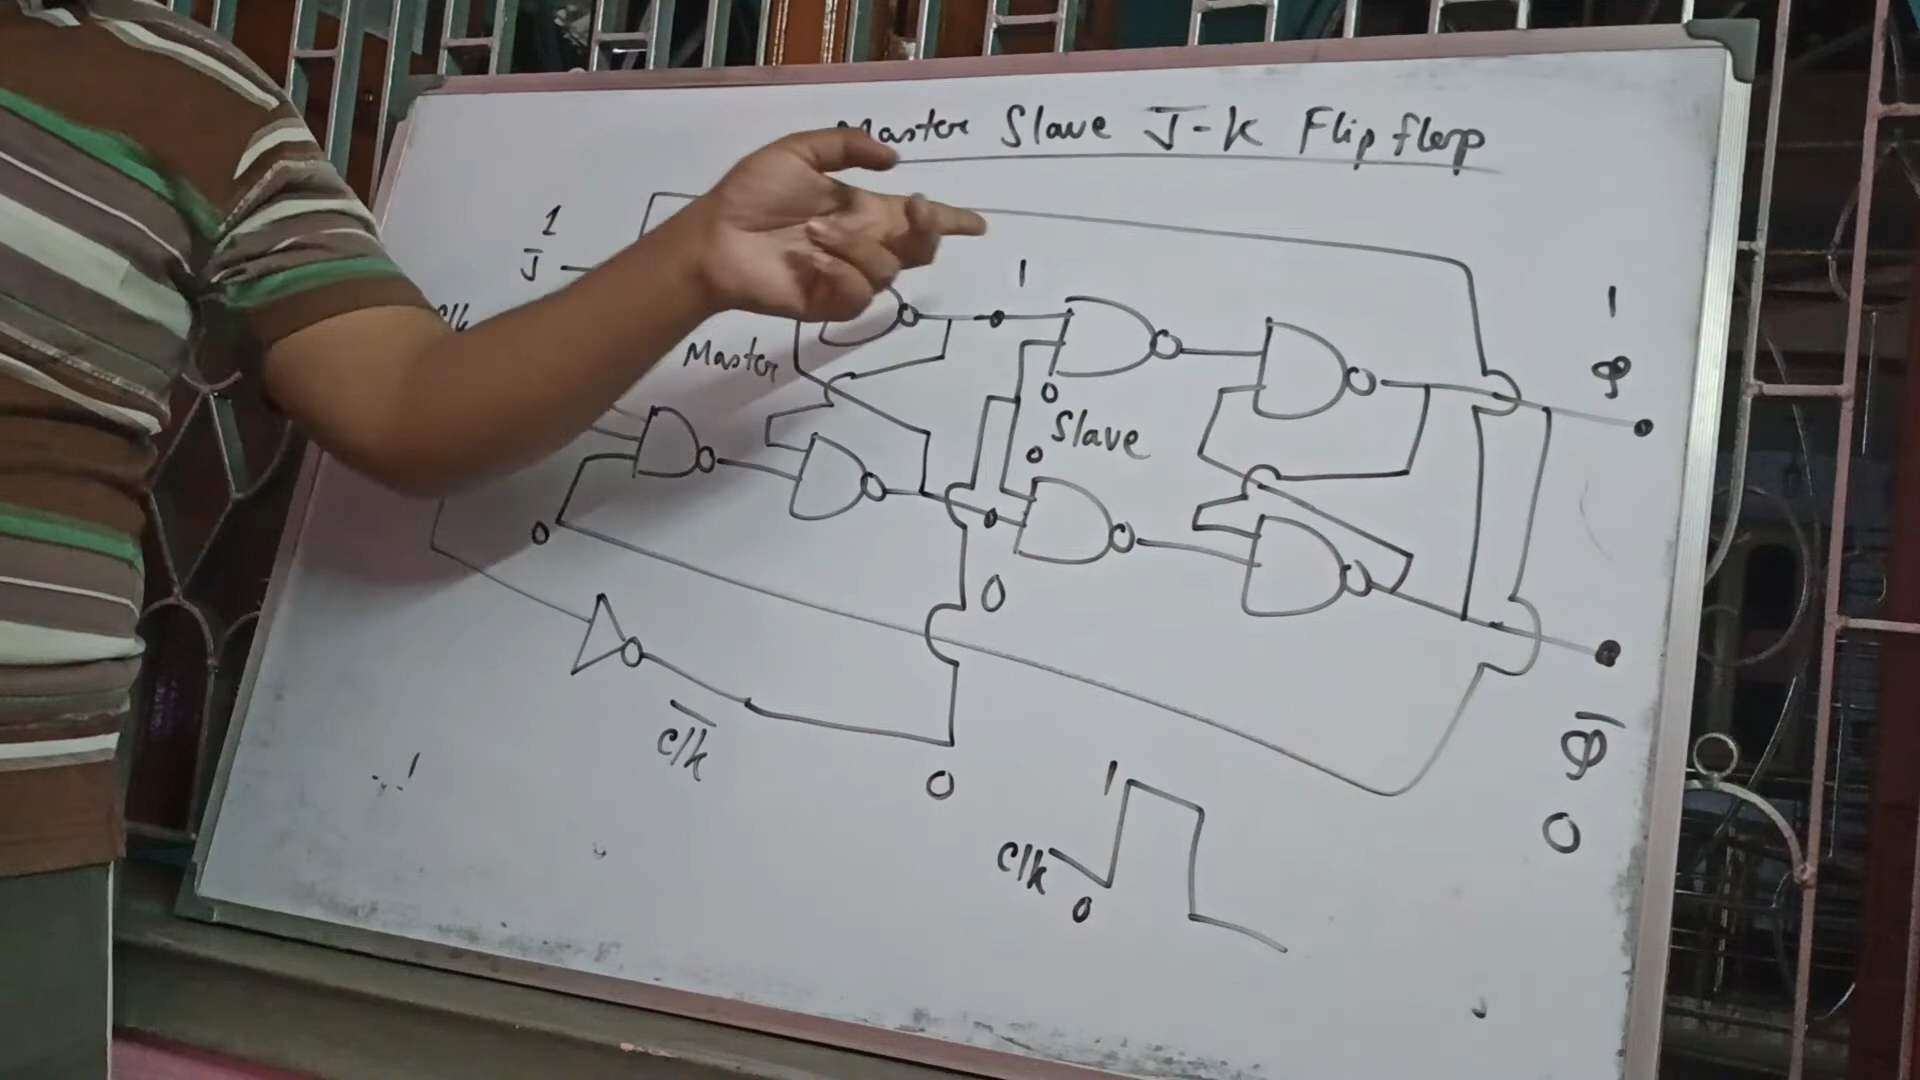 Master Slave J-K Flip flop
1
J
clk
Master
1
0
Slave
0
1
Q
0
0
c̅l̅k̅
0
Q̅
0
1
clk
0